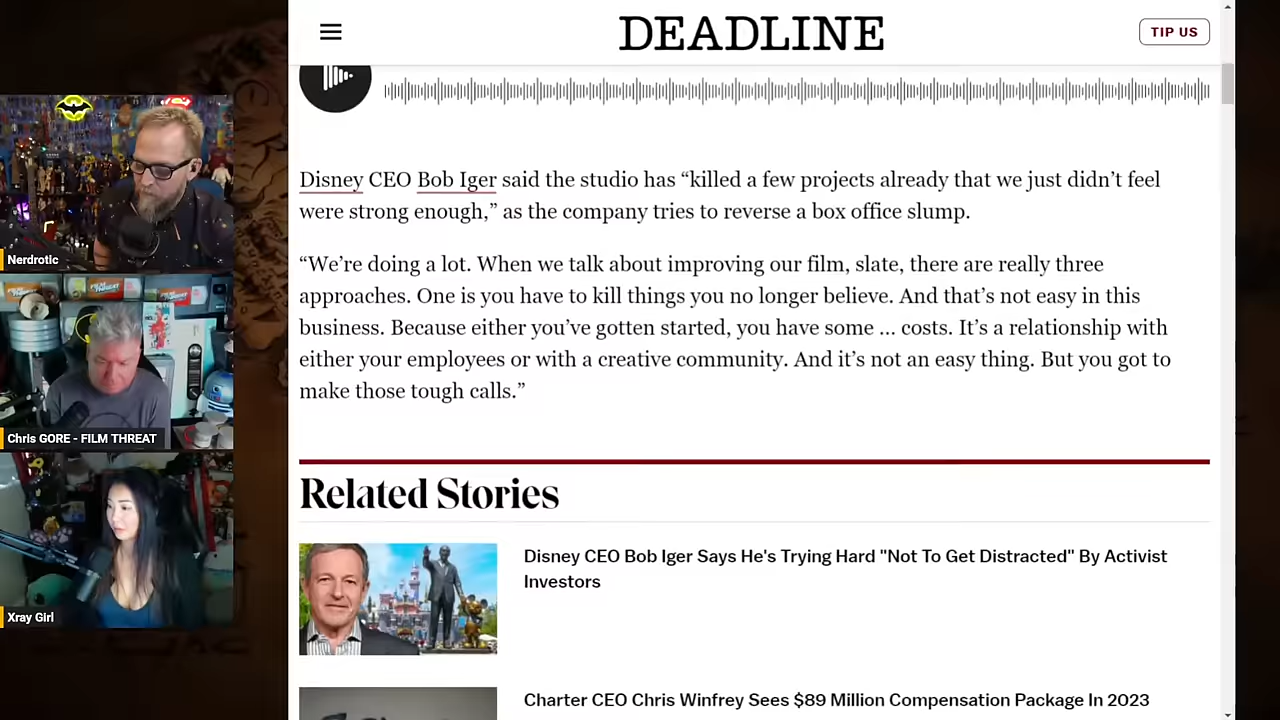 DEADLINE
TIP US
Disney CEO Bob Iger said the studio has “killed a few projects already that we just didn’t feel
were strong enough,” as the company tries to reverse a box office slump.
“We’re doing a lot. When we talk about improving our film, slate, there are really three
approaches. One is you have to kill things you no longer believe. And that’s not easy in this
business. Because either you’ve gotten started, you have some ... costs. It’s a relationship with
either your employees or with a creative community. And it’s not an easy thing. But you got to
make those tough calls.”
Related Stories
Disney CEO Bob Iger Says He's Trying Hard "Not To Get Distracted" By Activist
Investors
Charter CEO Chris Winfrey Sees $89 Million Compensation Package In 2023
Nerdrotic
Chris GORE - FILM THREAT
Xray Girl